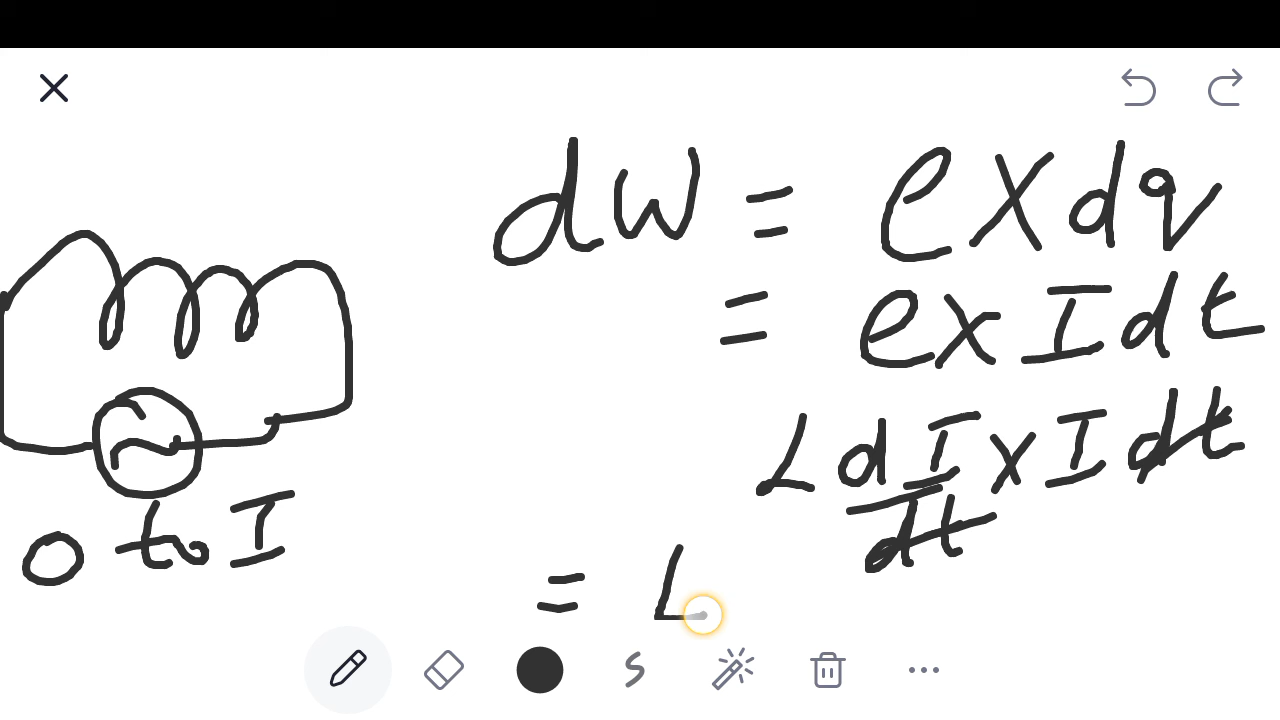 dW = e X dq
= e x I dt
L dI/dt x I dt
0 to I
= L